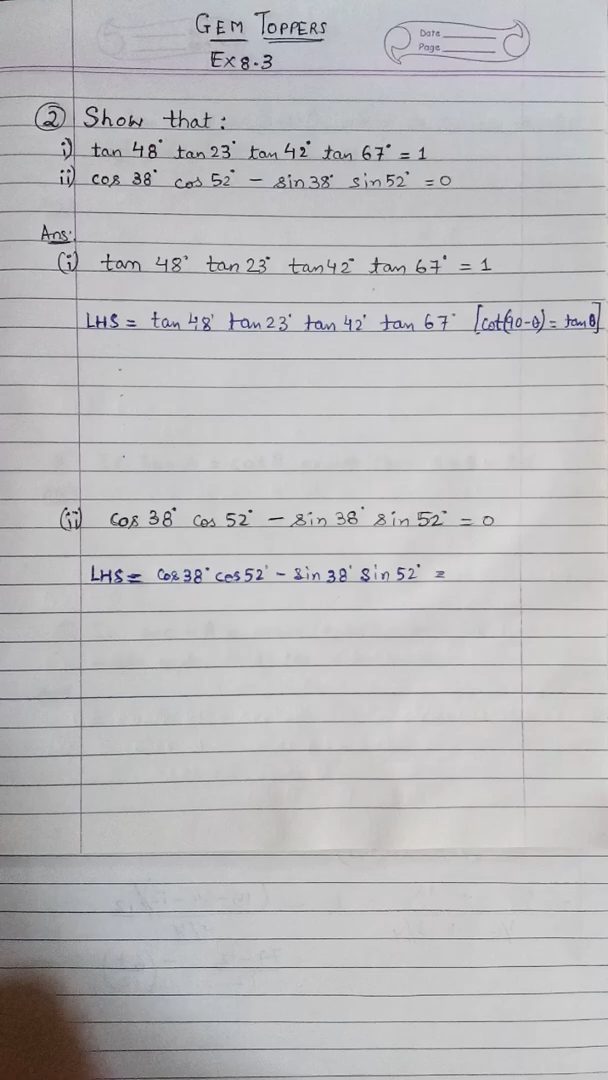 GEM TOPPERS
Date
Page
Ex 8.3
② Show that :
i) tan 48° tan 23° tan 42° tan 67° = 1
ii) cos 38° cos 52° - sin 38° sin 52° = 0
Ans:
(i) tan 48° tan 23° tan 42° tan 67° = 1
LHS = tan 48° tan 23° tan 42° tan 67° [cot(90-θ) = tan θ]
(ii) cos 38° cos 52° - sin 38° sin 52° = 0
LHS = cos 38° cos 52° - sin 38° sin 52° =